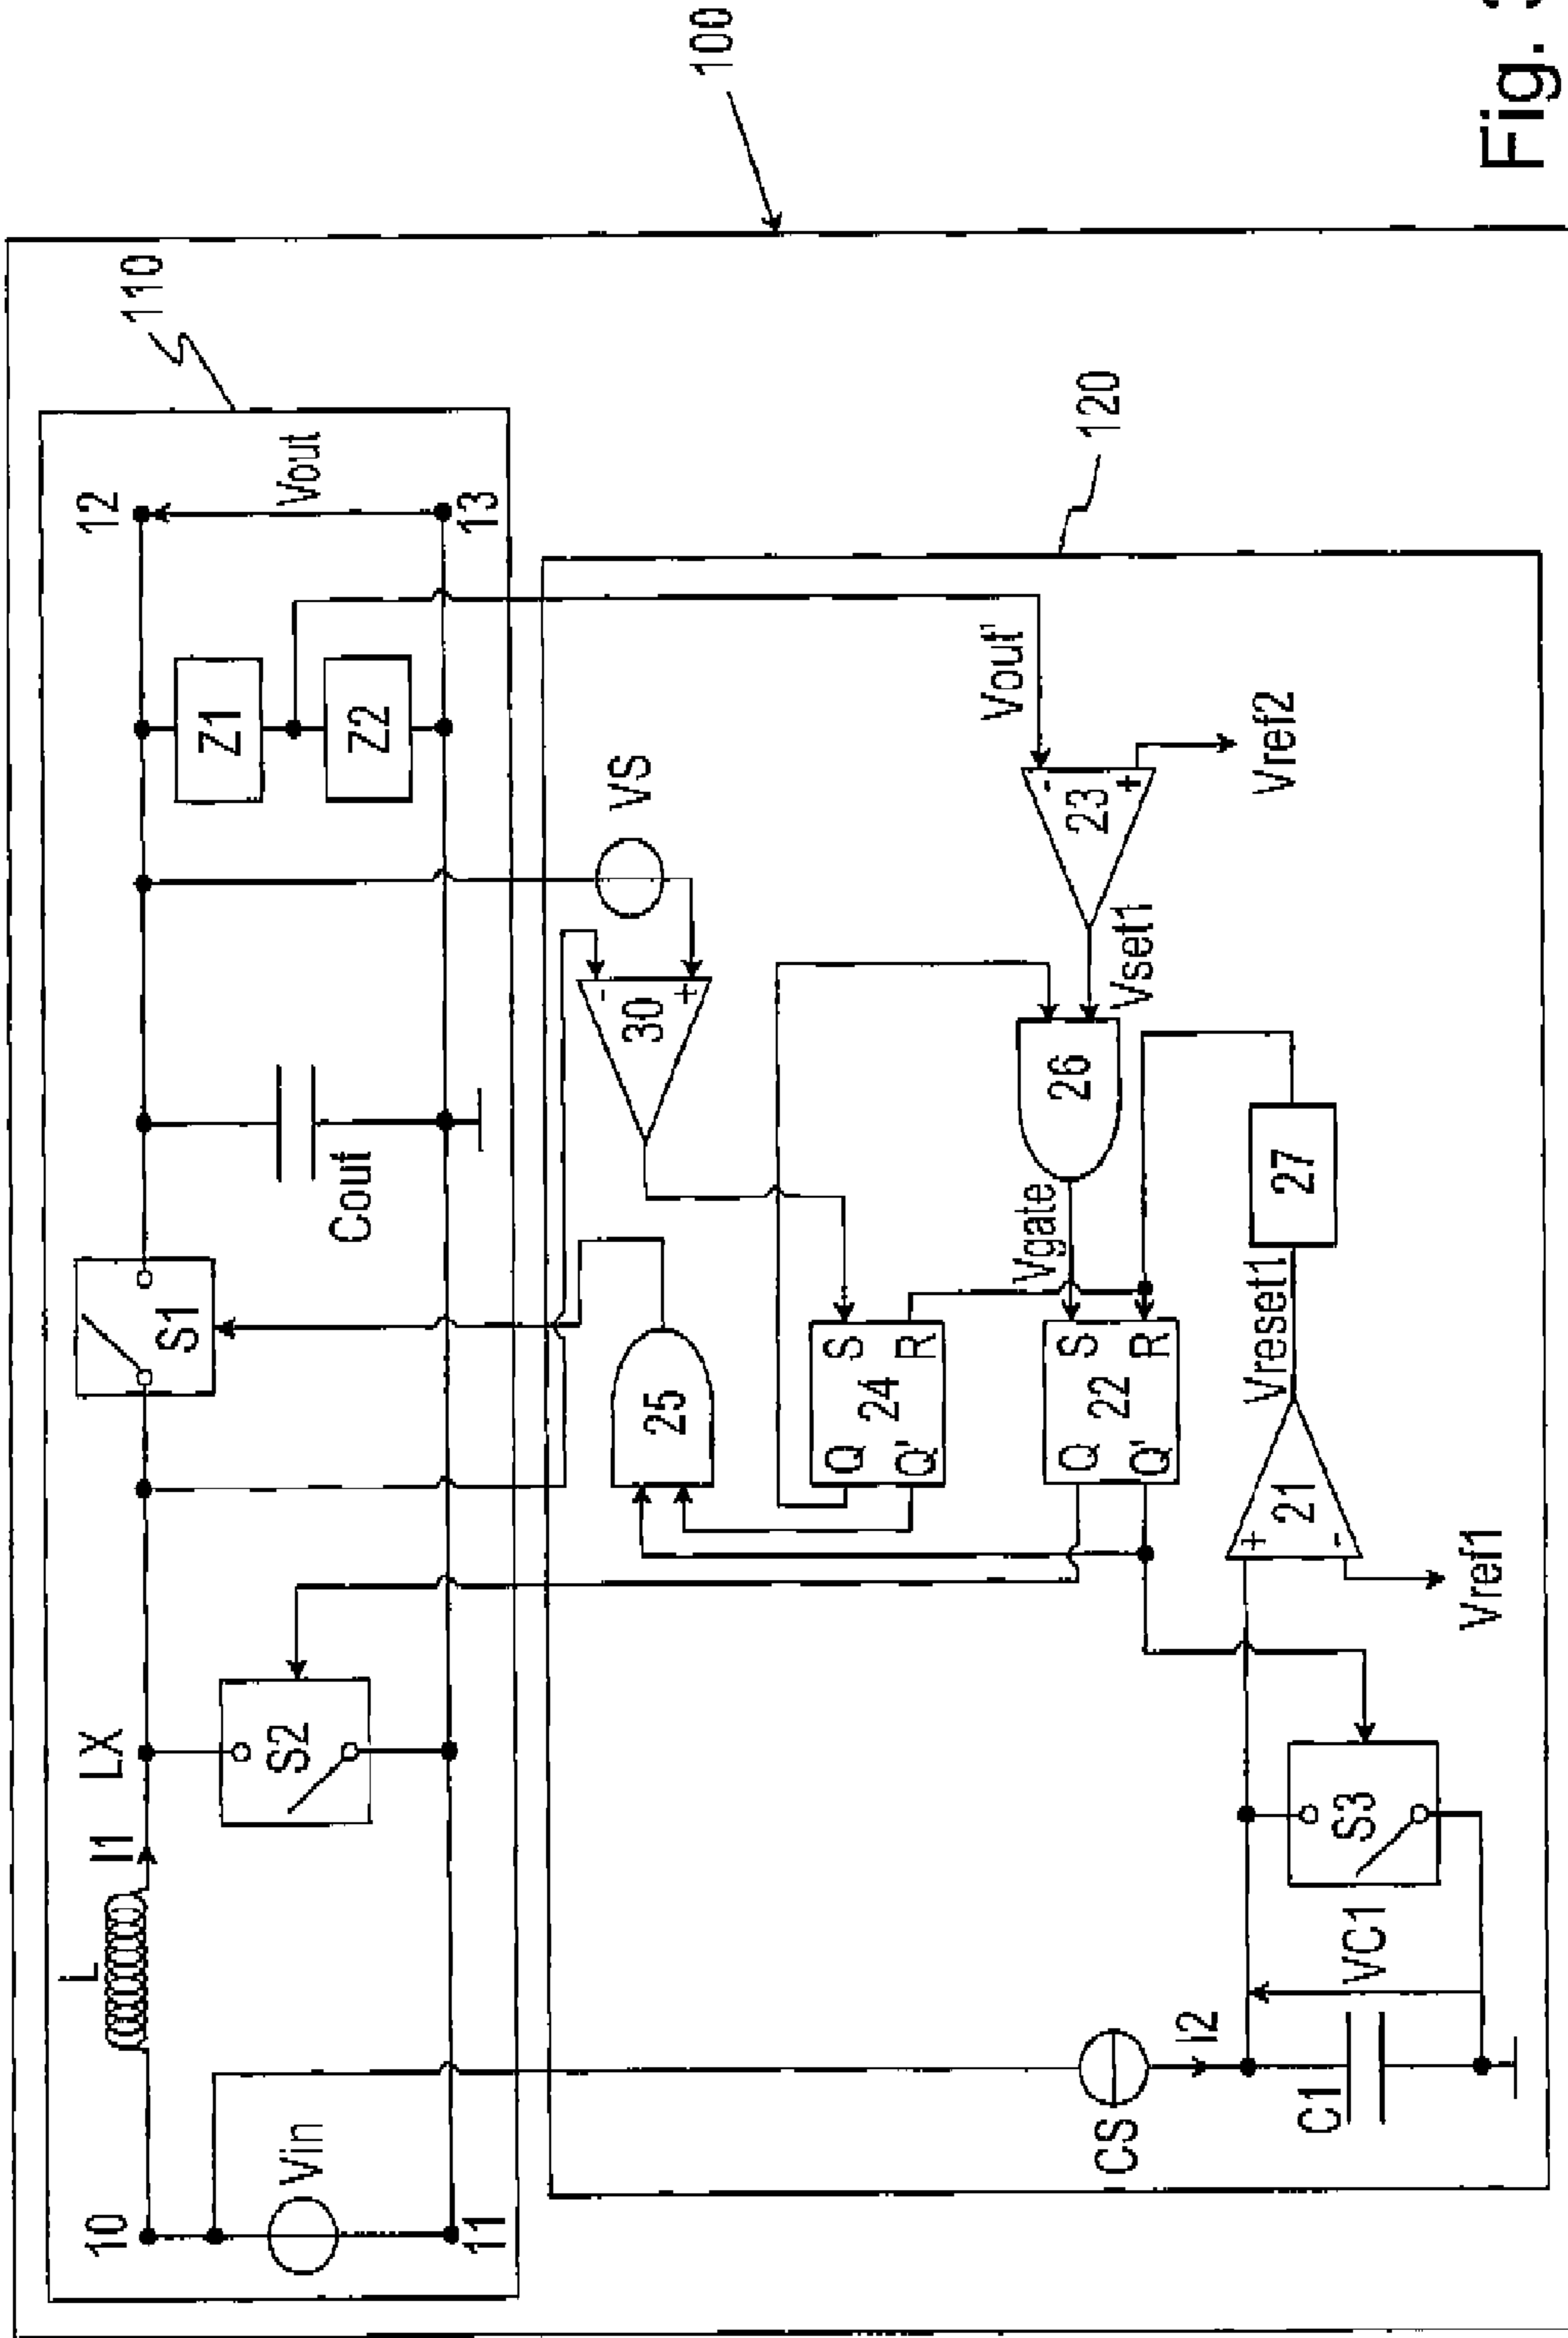 100
110
10
Vin
11
L
I1
LX
S2
S1
Cout
Z1
Z2
12
Vout
13
VS
30
- +
25
Q S
24
Q' R
Vgate
26
Vset1
23
- +
Vout'
Vref2
120
Q S
22
Q' R
27
Vreset1
21
+ -
Vref1
S3
CS
I2
C1
VC1
Fig.